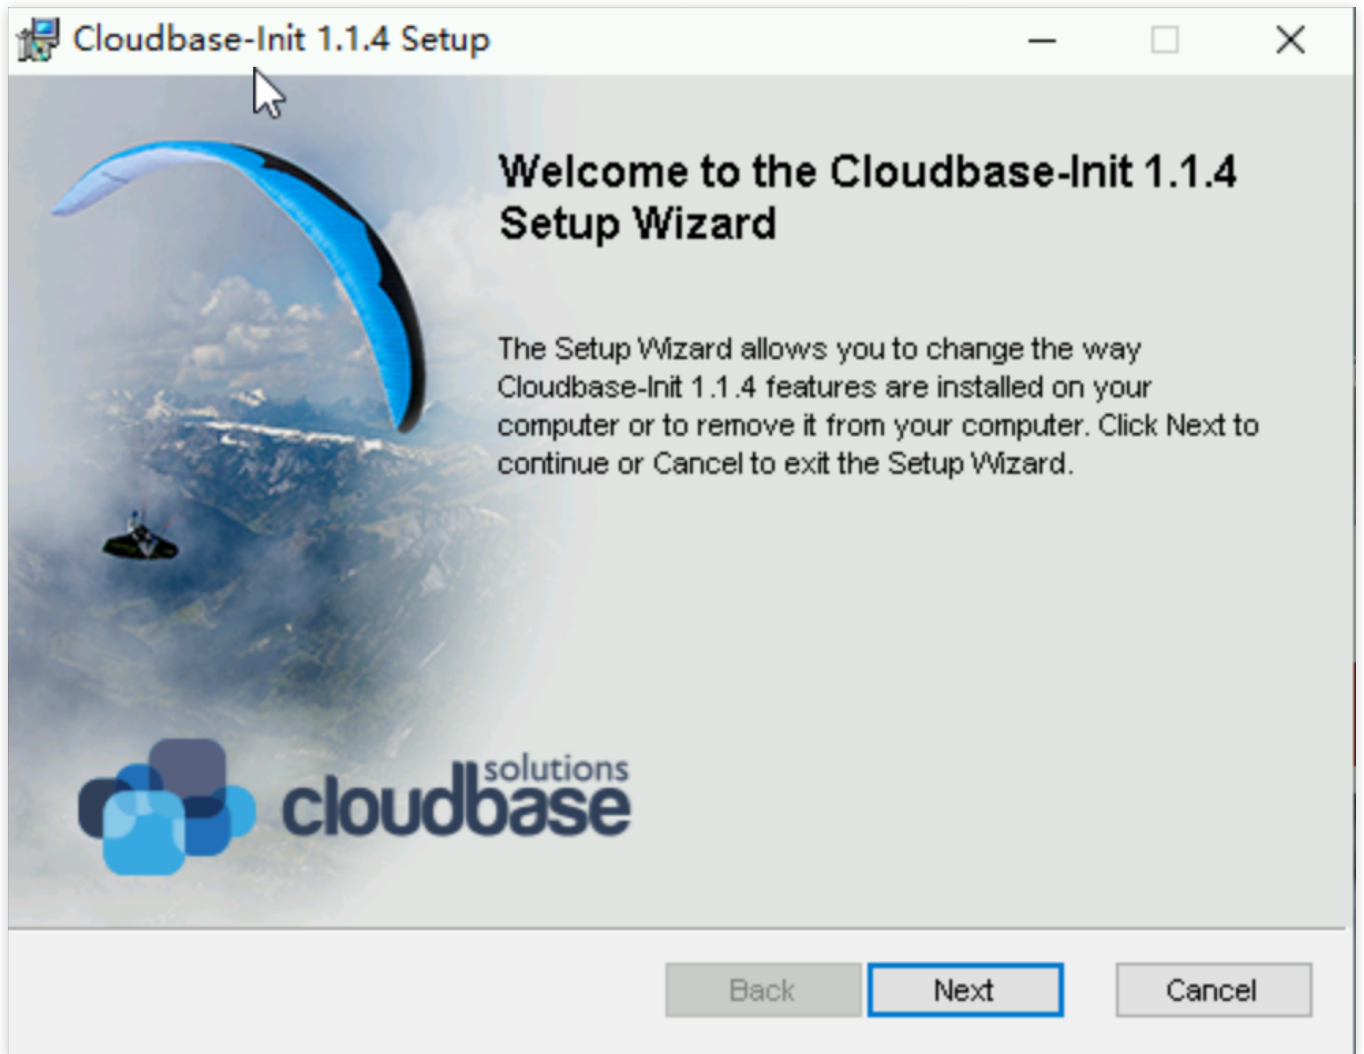 Cloudbase-Init 1.1.4 Setup
Welcome to the Cloudbase-Init 1.1.4
Setup Wizard
The Setup Wizard allows you to change the way
Cloudbase-Init 1.1.4 features are installed on your
computer or to remove it from your computer. Click Next to
continue or Cancel to exit the Setup Wizard.
solutions
cloudbase
Back
Next
Cancel